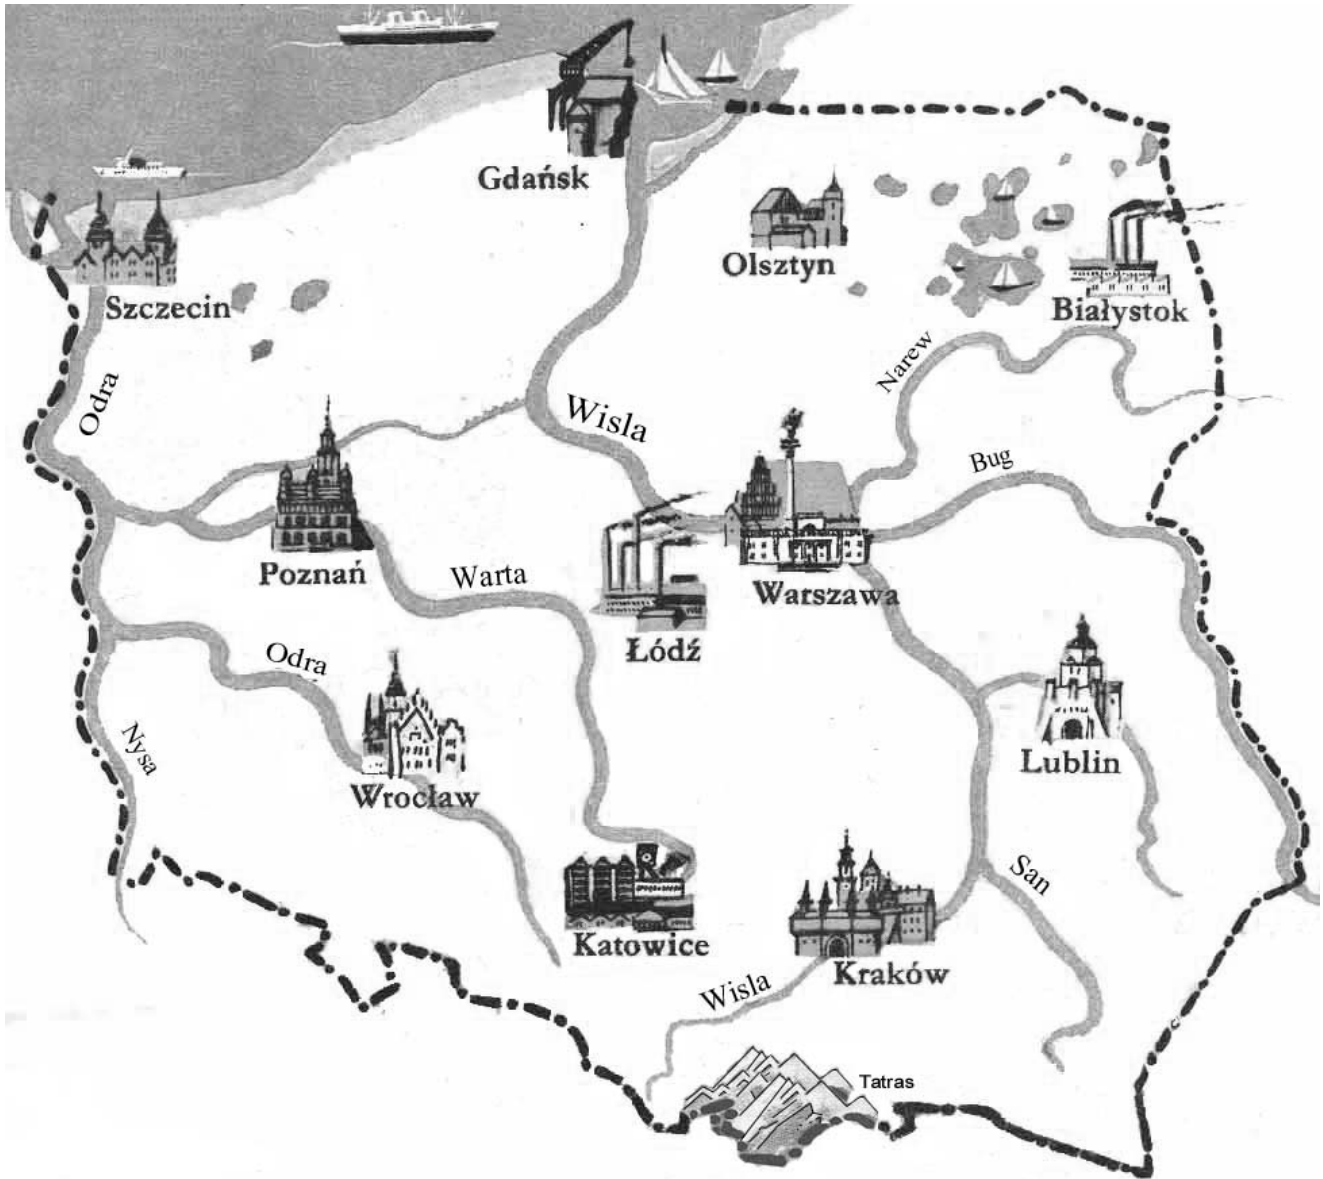 Gdańsk
Olsztyn
Szczecin
Białystok
Narew
Odra
Wisla
Bug
Poznań
Warta
Warszawa
Łódź
Odra
Nysa
Lublin
Wrocław
San
Katowice
Kraków
Wisla
Tatras